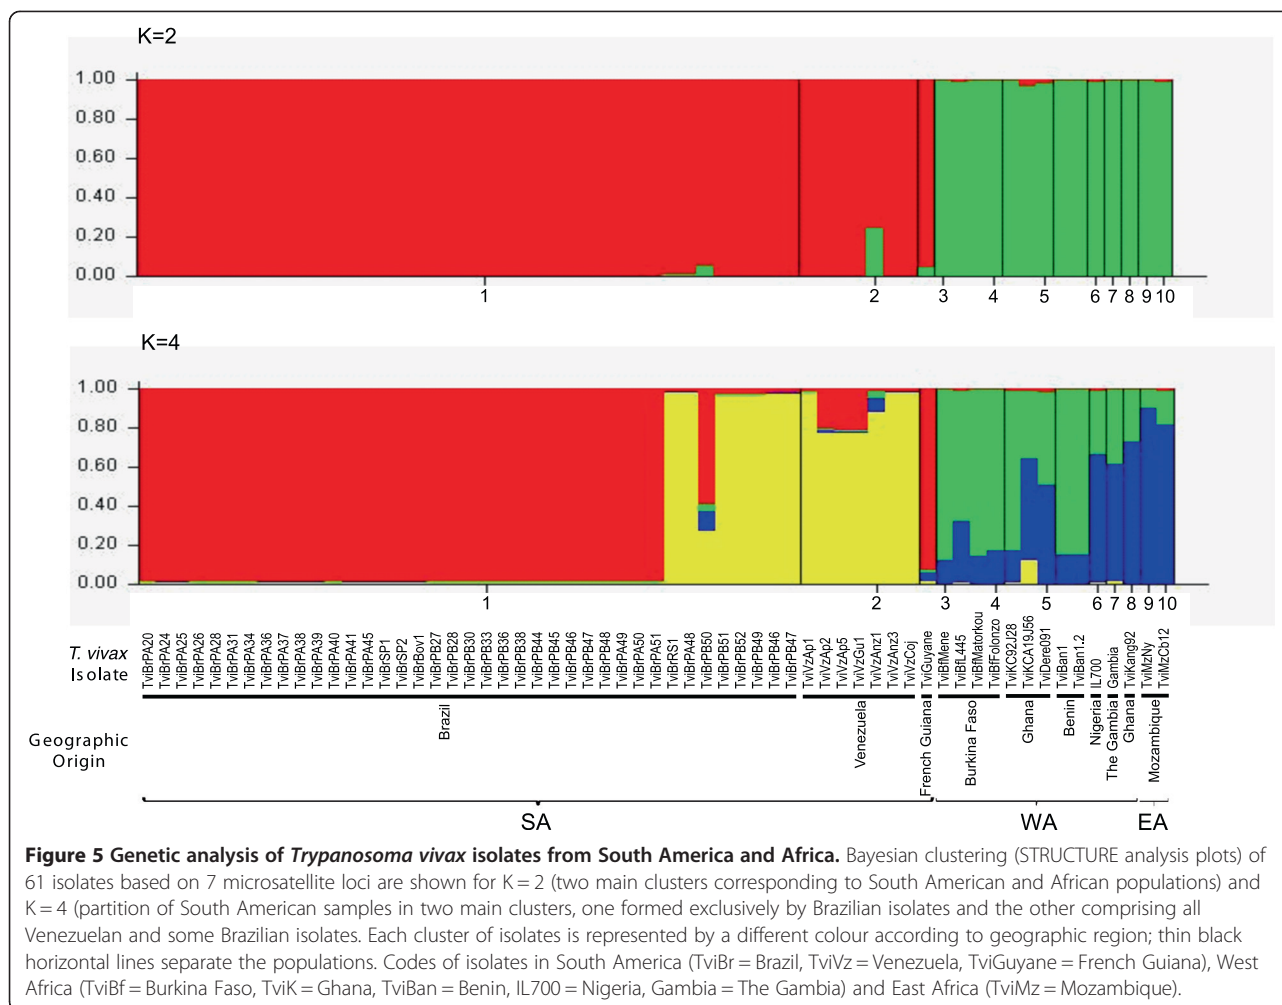 K=2
1.00
0.80
0.60
0.40
0.20
0.00
1 2 3 4 5 6 7 8 9 10
K=4
1.00
0.80
0.60
0.40
0.20
0.00
1 2 3 4 5 6 7 8 9 10
T. vivax
Isolate
TviBrPA20
TviBrPA24
TviBrPA25
TviBrPA26
TviBrPA28
TviBrPA31
TviBrPA34
TviBrPA36
TviBrPA37
TviBrPA38
TviBrPA39
TviBrPA40
TviBrPA41
TviBrPA45
TviBrSP1
TviBrSP2
TviBrBov1
TviBrPB27
TviBrPB28
TviBrPB30
TviBrPB33
TviBrPB36
TviBrPB38
TviBrPB44
TviBrPB45
TviBrPB46
TviBrPB47
TviBrPB48
TviBrPA49
TviBrPA50
TviBrPA51
TviBrRS1
TviBrPA48
TviBrPB50
TviBrPB51
TviBrPB52
TviBrPB49
TviBrPB46
TviBrPB47
TviVzAp1
TviVzAp2
TviVzAp5
TviVzGu1
TviVzAnz1
TviVzAnz3
TviVzCoj
TviGuyane
TviBfMene
TviBfL445
TviBfMatorkou
TviBfFolonzo
TviKC92J28
TviKCA19J56
TviDere091
TviBan1
TviBan1.2
IL700
Gambia
TviKang92
TviMzNy
TviMzCb12
Geographic
Origin
Brazil
Venezuela
French Guiana
Burkina Faso
Ghana
Benin
Nigeria
The Gambia
Ghana
Mozambique
SA WA EA
Figure 5 Genetic analysis of Trypanosoma vivax isolates from South America and Africa. Bayesian clustering (STRUCTURE analysis plots) of
61 isolates based on 7 microsatellite loci are shown for K = 2 (two main clusters corresponding to South American and African populations) and
K = 4 (partition of South American samples in two main clusters, one formed exclusively by Brazilian isolates and the other comprising all
Venezuelan and some Brazilian isolates. Each cluster of isolates is represented by a different colour according to geographic region; thin black
horizontal lines separate the populations. Codes of isolates in South America (TviBr = Brazil, TviVz = Venezuela, TviGuyane = French Guiana), West
Africa (TviBf = Burkina Faso, TviK = Ghana, TviBan = Benin, IL700 = Nigeria, Gambia = The Gambia) and East Africa (TviMz = Mozambique).